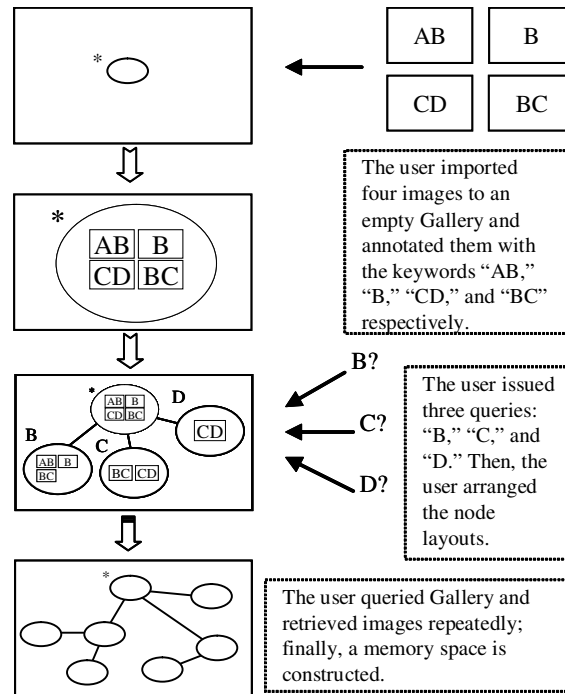 *
AB B
CD BC
The user imported
four images to an
empty Gallery and
annotated them with
the keywords “AB,”
“B,” “CD,” and “BC”
respectively.
*
AB B
CD BC
B?
C?
D?
The user issued
three queries:
“B,” “C,” and
“D.” Then, the
user arranged
the node
layouts.
*
AB B
CD BC
D
CD
B
AB B
BC
C
BC CD
*
The user queried Gallery and
retrieved images repeatedly;
finally, a memory space is
constructed.